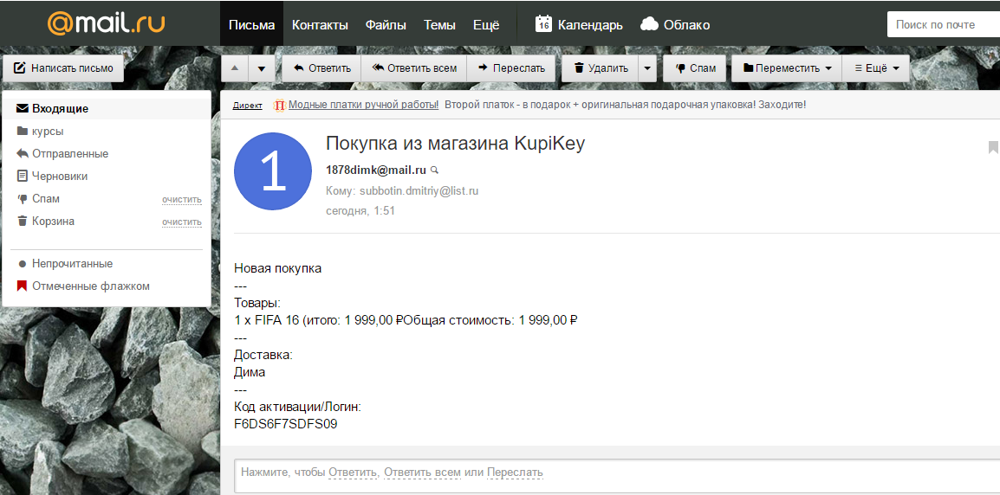 @mail.ru Письма Контакты Файлы Темы Ещё 16 Календарь Облако Поиск по почте
Написать письмо Ответить Ответить всем Переслать Удалить Спам Переместить Ещё
Входящие
курсы
Отправленные
Черновики
Спам очистить
Корзина очистить
Непрочитанные
Отмеченные флажком
Директ П Модные платки ручной работы! Второй платок - в подарок + оригинальная подарочная упаковка! Заходите!
1
Покупка из магазина KupiKey
1878dimk@mail.ru
Кому: subbotin.dmitriy@list.ru
сегодня, 1:51
Новая покупка
---
Товары:
1 x FIFA 16 (итого: 1 999,00 ₽Общая стоимость: 1 999,00 ₽
---
Доставка:
Дима
---
Код активации/Логин:
F6DS6F7SDFS09
Нажмите, чтобы Ответить, Ответить всем или Переслать